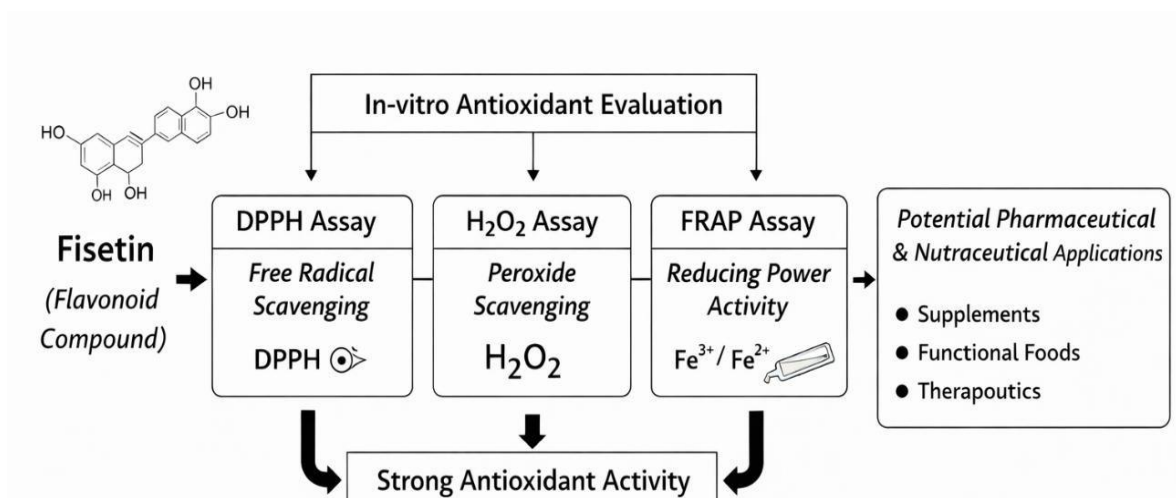 In-vitro Antioxidant Evaluation
OH
OH
HO
OH
OH
Fisetin
(Flavonoid
Compound)
DPPH Assay
Free Radical
Scavenging
DPPH
H₂O₂ Assay
Peroxide
Scavenging
H₂O₂
FRAP Assay
Reducing Power
Activity
Fe³⁺/ Fe²⁺
Potential Pharmaceutical
& Nutraceutical Applications
● Supplements
● Functional Foods
● Therapoutics
Strong Antioxidant Activity